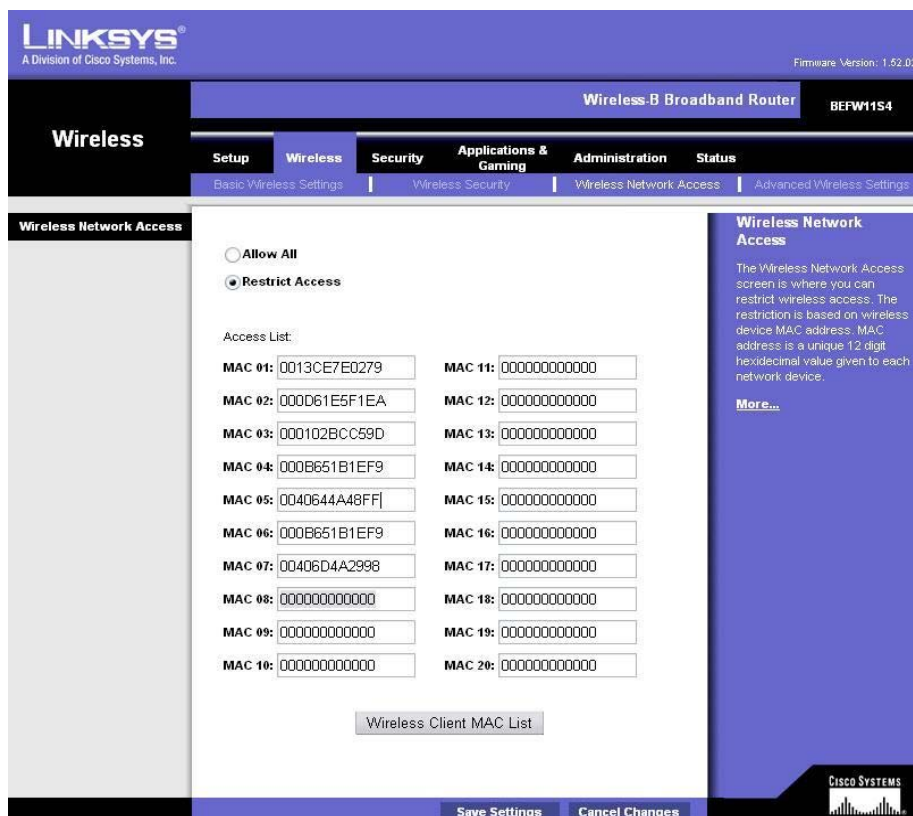 LINKSYS®
A Division of Cisco Systems, Inc.
Firmware Version: 1.52.0
Wireless-B Broadband Router
BEFW11S4
Wireless
Setup
Wireless
Security
Applications & Gaming
Administration
Status
Basic Wireless Settings
Wireless Security
Wireless Network Access
Advanced Wireless Settings
Wireless Network Access
Allow All
Restrict Access
Access List:
MAC 01: 0013CE7E0279
MAC 11: 000000000000
MAC 02: 000D61E5F1EA
MAC 12: 000000000000
MAC 03: 000102BCC59D
MAC 13: 000000000000
MAC 04: 000B651B1EF9
MAC 14: 000000000000
MAC 05: 0040644A48FF
MAC 15: 000000000000
MAC 06: 000B651B1EF9
MAC 16: 000000000000
MAC 07: 00406D4A2998
MAC 17: 000000000000
MAC 08: 000000000000
MAC 18: 000000000000
MAC 09: 000000000000
MAC 19: 000000000000
MAC 10: 000000000000
MAC 20: 000000000000
Wireless Client MAC List
Wireless Network
Access
The Wireless Network Access
screen is where you can
restrict wireless access. The
restriction is based on wireless
device MAC address. MAC
address is a unique 12 digit
hexidecimal value given to each
network device.
More...
Save Settings
Cancel Changes
CISCO SYSTEMS